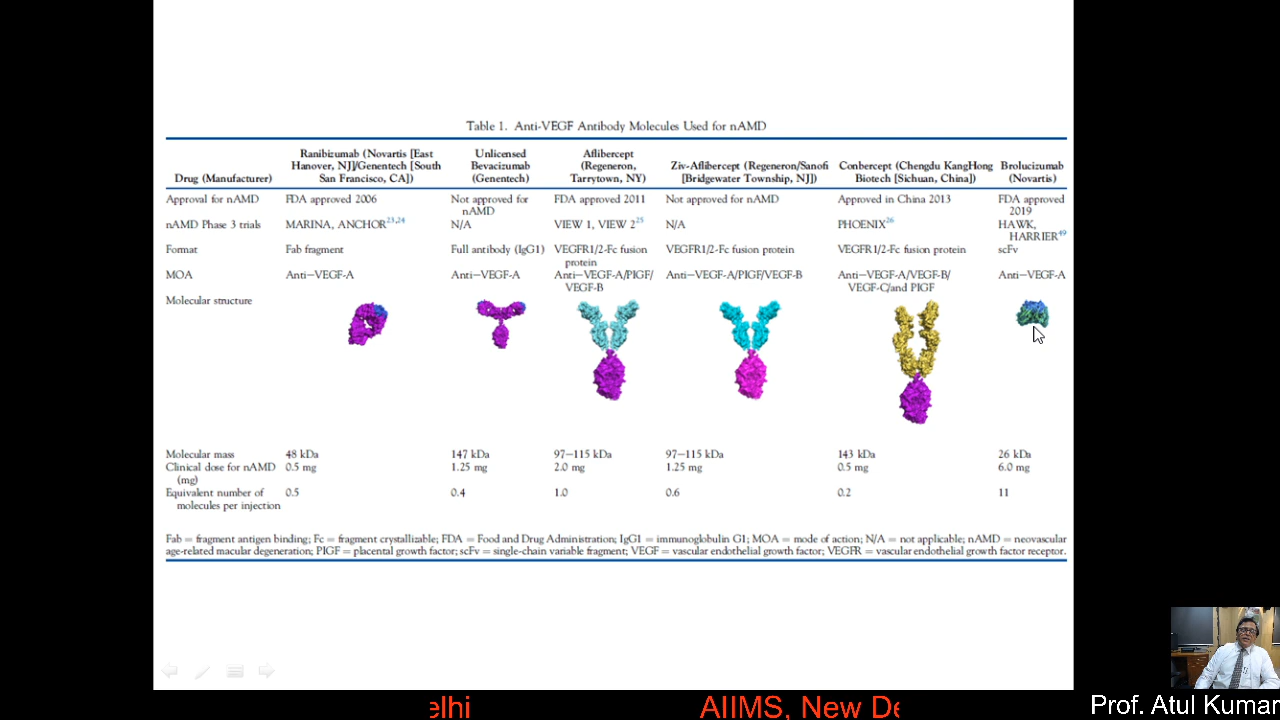 Table 1. Anti-VEGF Antibody Molecules Used for nAMD
Drug (Manufacturer)
Ranibizumab (Novartis [East
Hanover, NJ]/Genentech [South
San Francisco, CA])
Unlicensed
Bevacizumab
(Genentech)
Aflibercept
(Regeneron,
Tarrytown, NY)
Ziv-Aflibercept (Regeneron/Sanofi
[Bridgewater Township, NJ])
Conbercept (Chengdu KangHong
Biotech [Sichuan, China])
Brolucizumab
(Novartis)
Approval for nAMD
FDA approved 2006
Not approved for
nAMD
FDA approved 2011
Not approved for nAMD
Approved in China 2013
FDA approved
2019
nAMD Phase 3 trials
MARINA, ANCHOR23,24
N/A
VIEW 1, VIEW 225
N/A
PHOENIX26
HAWK,
HARRIER49
Format
Fab fragment
Full antibody (IgG1)
VEGFR1/2-Fc fusion
protein
VEGFR1/2-Fc fusion protein
VEGFR1/2-Fc fusion protein
scFv
MOA
Anti–VEGF-A
Anti–VEGF-A
Anti–VEGF-A/PlGF/
VEGF-B
Anti–VEGF-A/PlGF/VEGF-B
Anti–VEGF-A/VEGF-B/
VEGF-C/and PlGF
Anti–VEGF-A
Molecular structure
Molecular mass
48 kDa
147 kDa
97–115 kDa
97–115 kDa
143 kDa
26 kDa
Clinical dose for nAMD
(mg)
0.5 mg
1.25 mg
2.0 mg
1.25 mg
0.5 mg
6.0 mg
Equivalent number of
molecules per injection
0.5
0.4
1.0
0.6
0.2
11
Fab = fragment antigen binding; Fc = fragment crystallizable; FDA = Food and Drug Administration; IgG1 = immunoglobulin G1; MOA = mode of action; N/A = not applicable; nAMD = neovascular
age-related macular degeneration; PlGF = placental growth factor; scFv = single-chain variable fragment; VEGF = vascular endothelial growth factor; VEGFR = vascular endothelial growth factor receptor.
elhi
AIIMS, New De
Prof. Atul Kumar